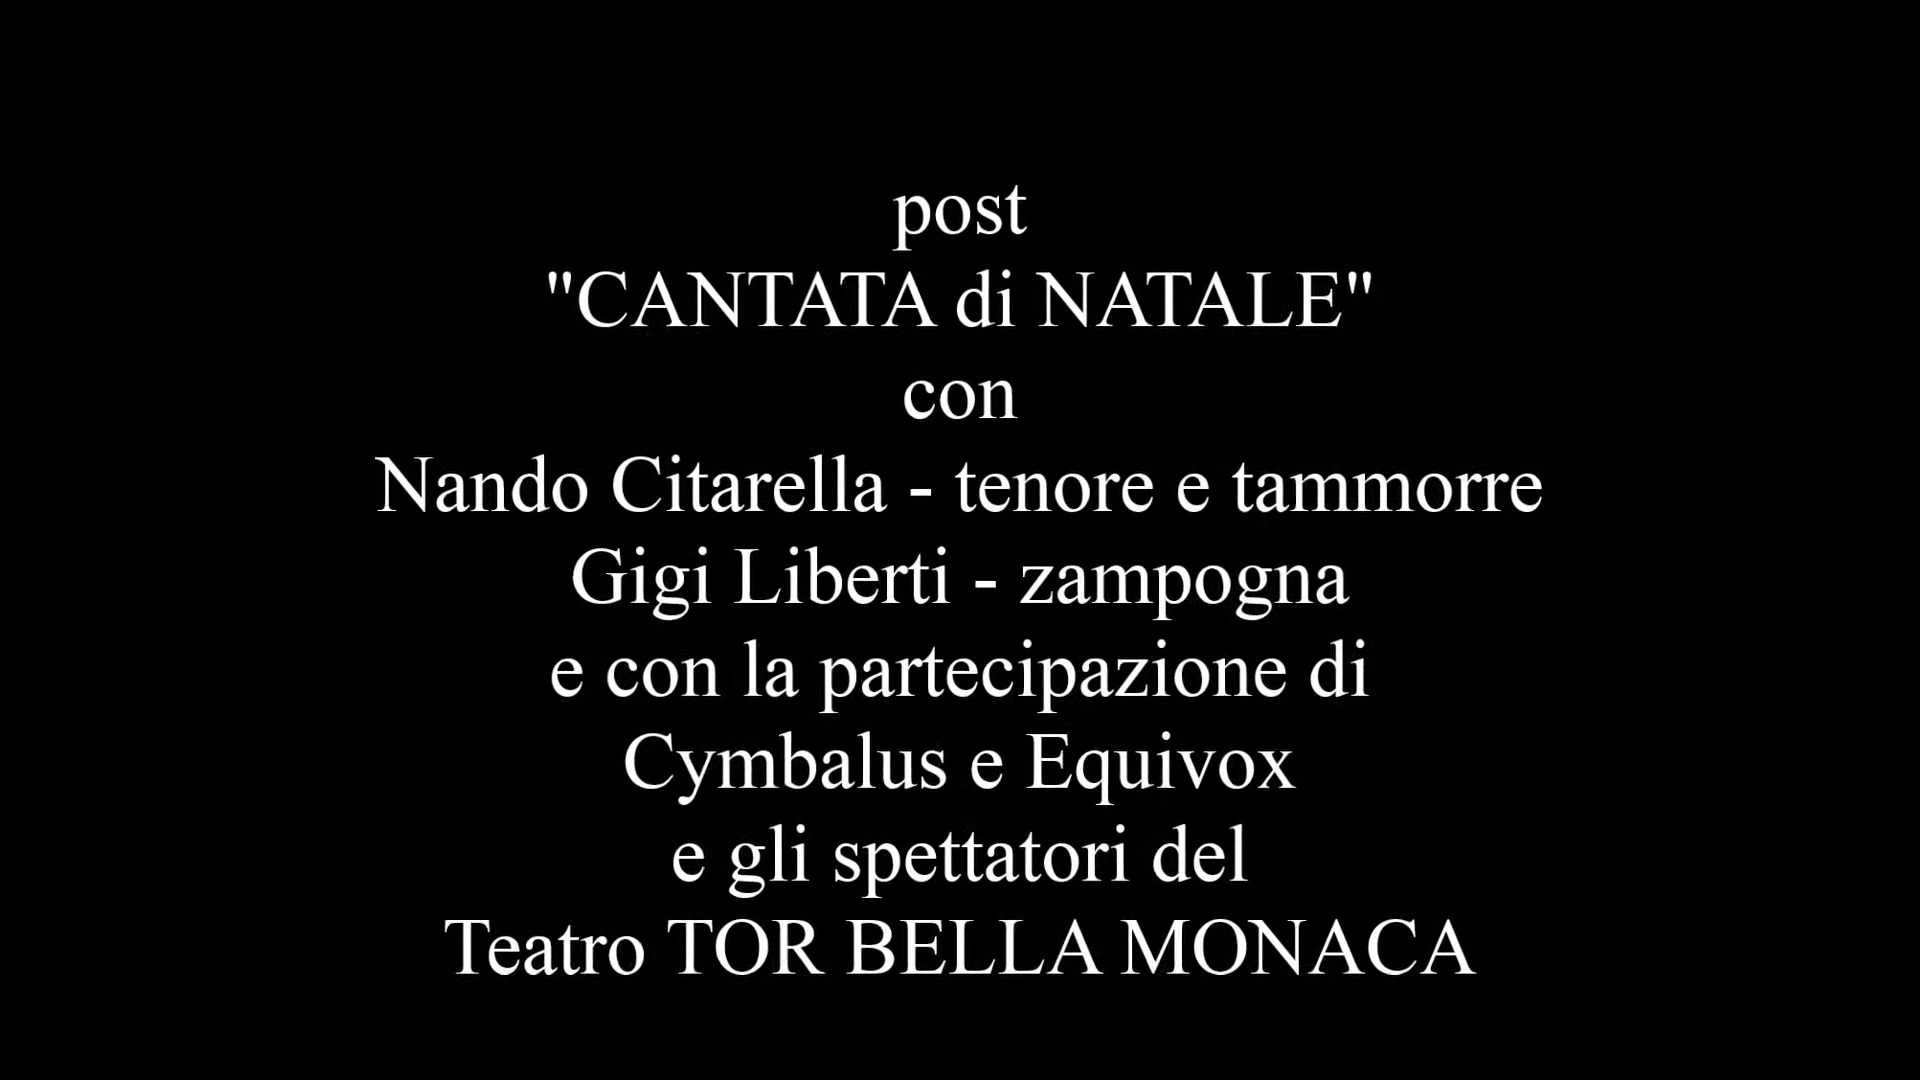 post
"CANTATA di NATALE"
con
Nando Citarella - tenore e tammorre
Gigi Liberti - zampogna
e con la partecipazione di
Cymbalus e Equivox
e gli spettatori del
Teatro TOR BELLA MONACA